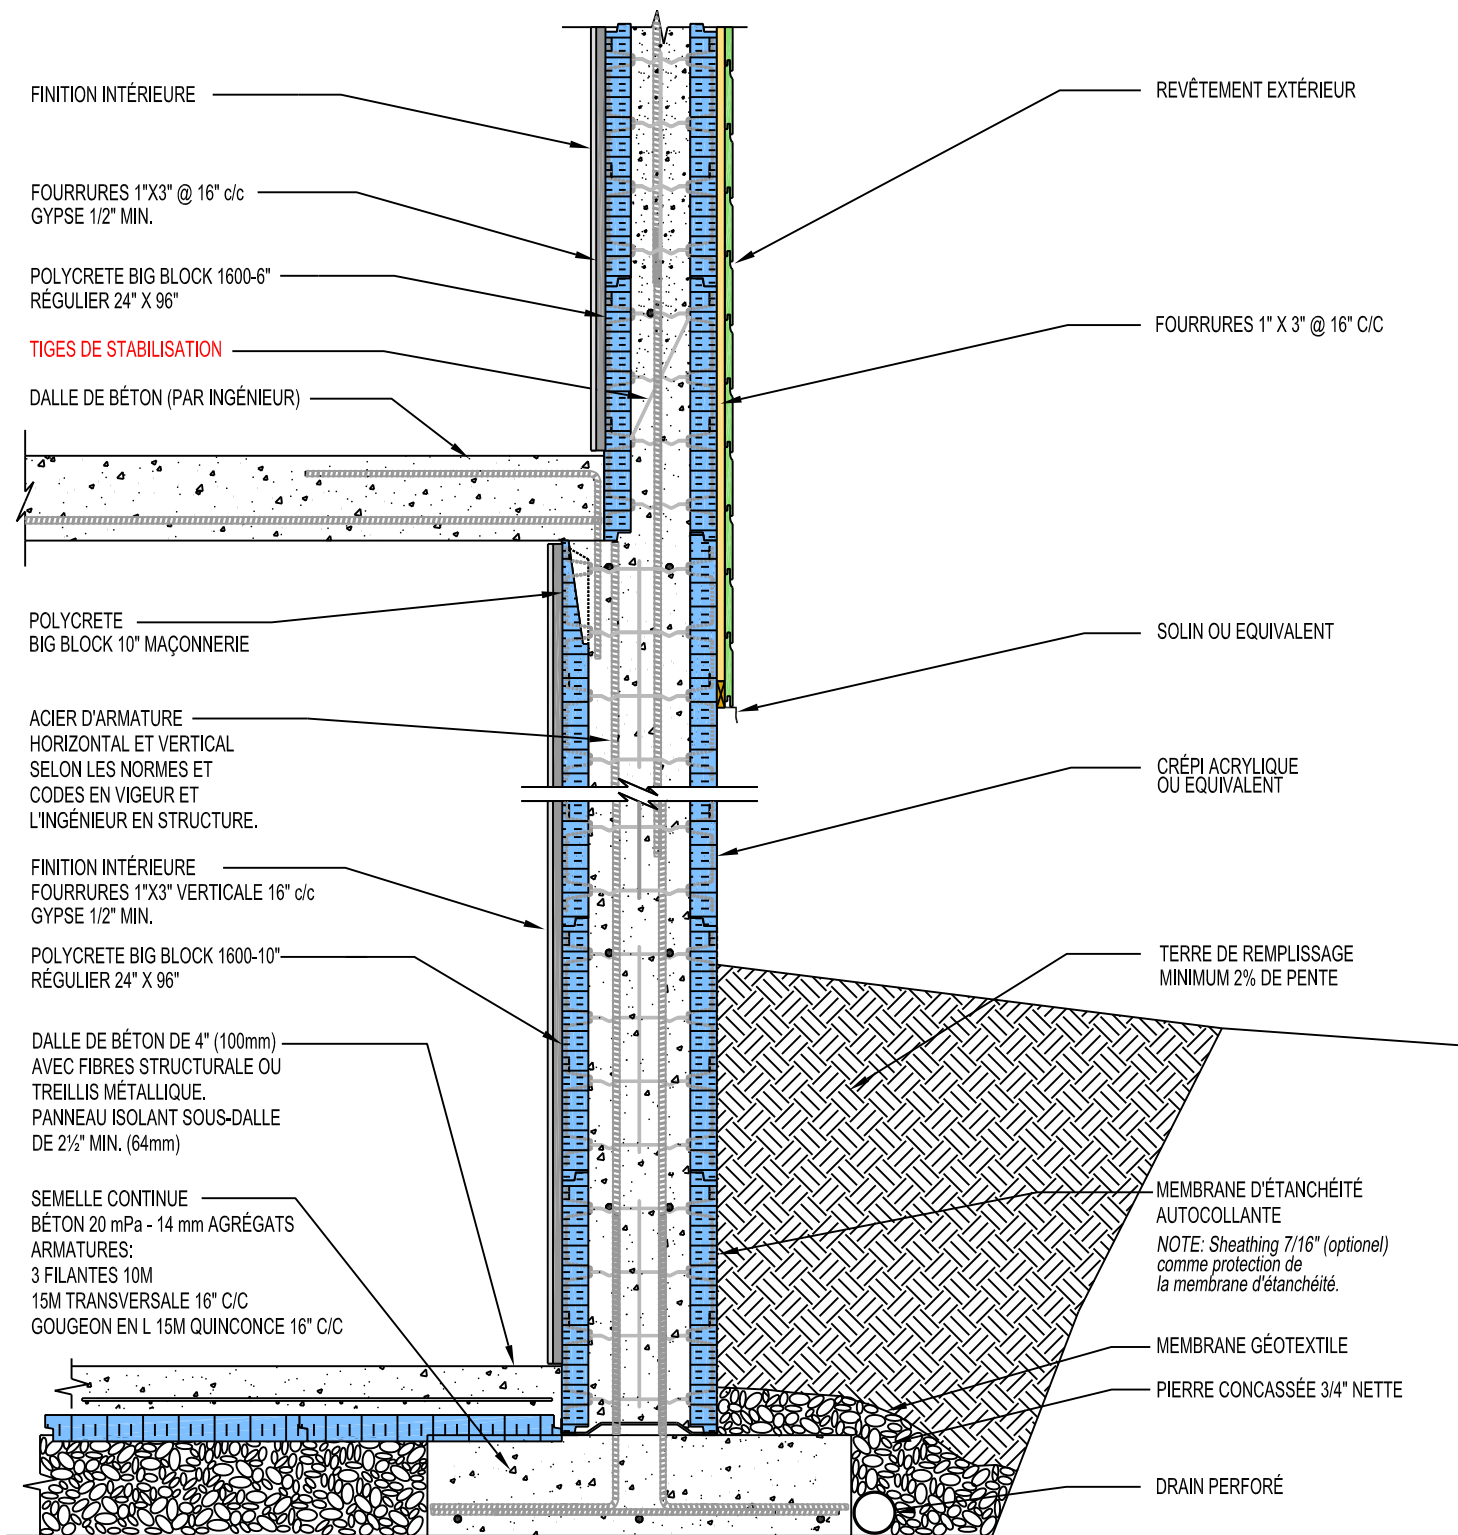 FINITION INTÉRIEURE
FOURRURES 1"X3" @ 16" c/c
GYPSE 1/2" MIN.
POLYCRETE BIG BLOCK 1600-6"
RÉGULIER 24" X 96"
TIGES DE STABILISATION
DALLE DE BÉTON (PAR INGÉNIEUR)
POLYCRETE
BIG BLOCK 10" MAÇONNERIE
ACIER D'ARMATURE
HORIZONTAL ET VERTICAL
SELON LES NORMES ET
CODES EN VIGEUR ET
L'INGÉNIEUR EN STRUCTURE.
FINITION INTÉRIEURE
FOURRURES 1"X3" VERTICALE 16" c/c
GYPSE 1/2" MIN.
POLYCRETE BIG BLOCK 1600-10"
RÉGULIER 24" X 96"
DALLE DE BÉTON DE 4" (100mm)
AVEC FIBRES STRUCTURALE OU
TREILLIS MÉTALLIQUE.
PANNEAU ISOLANT SOUS-DALLE
DE 2½" MIN. (64mm)
SEMELLE CONTINUE
BÉTON 20 mPa - 14 mm AGRÉGATS
ARMATURES:
3 FILANTES 10M
15M TRANSVERSALE 16" C/C
GOUGEON EN L 15M QUINCONCE 16" C/C
REVÊTEMENT EXTÉRIEUR
FOURRURES 1" X 3" @ 16" C/C
SOLIN OU EQUIVALENT
CRÉPI ACRYLIQUE
OU EQUIVALENT
TERRE DE REMPLISSAGE
MINIMUM 2% DE PENTE
MEMBRANE D'ÉTANCHÉITÉ
AUTOCOLLANTE
NOTE: Sheathing 7/16" (optionel)
comme protection de
la membrane d'étanchéité.
MEMBRANE GÉOTEXTILE
PIERRE CONCASSÉE 3/4" NETTE
DRAIN PERFORÉ